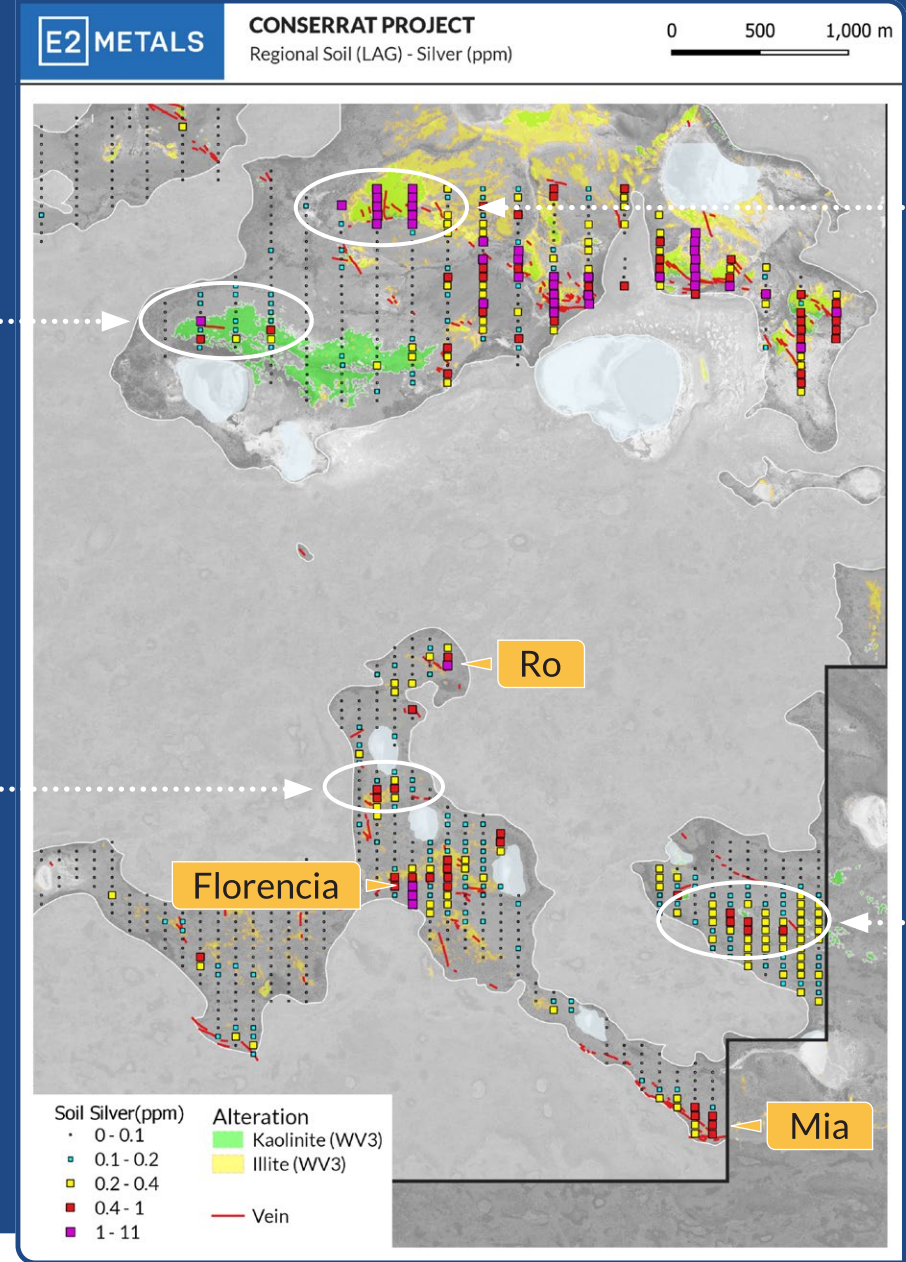 E2 METALS
CONSERRAT PROJECT
Regional Soil (LAG) - Silver (ppm)
0 500 1,000 m
Ro
Florencia
Mia
Soil Silver(ppm)
0 - 0.1
0.1 - 0.2
0.2 - 0.4
0.4 - 1
1 - 11
Alteration
Kaolinite (WV3)
Illite (WV3)
Vein